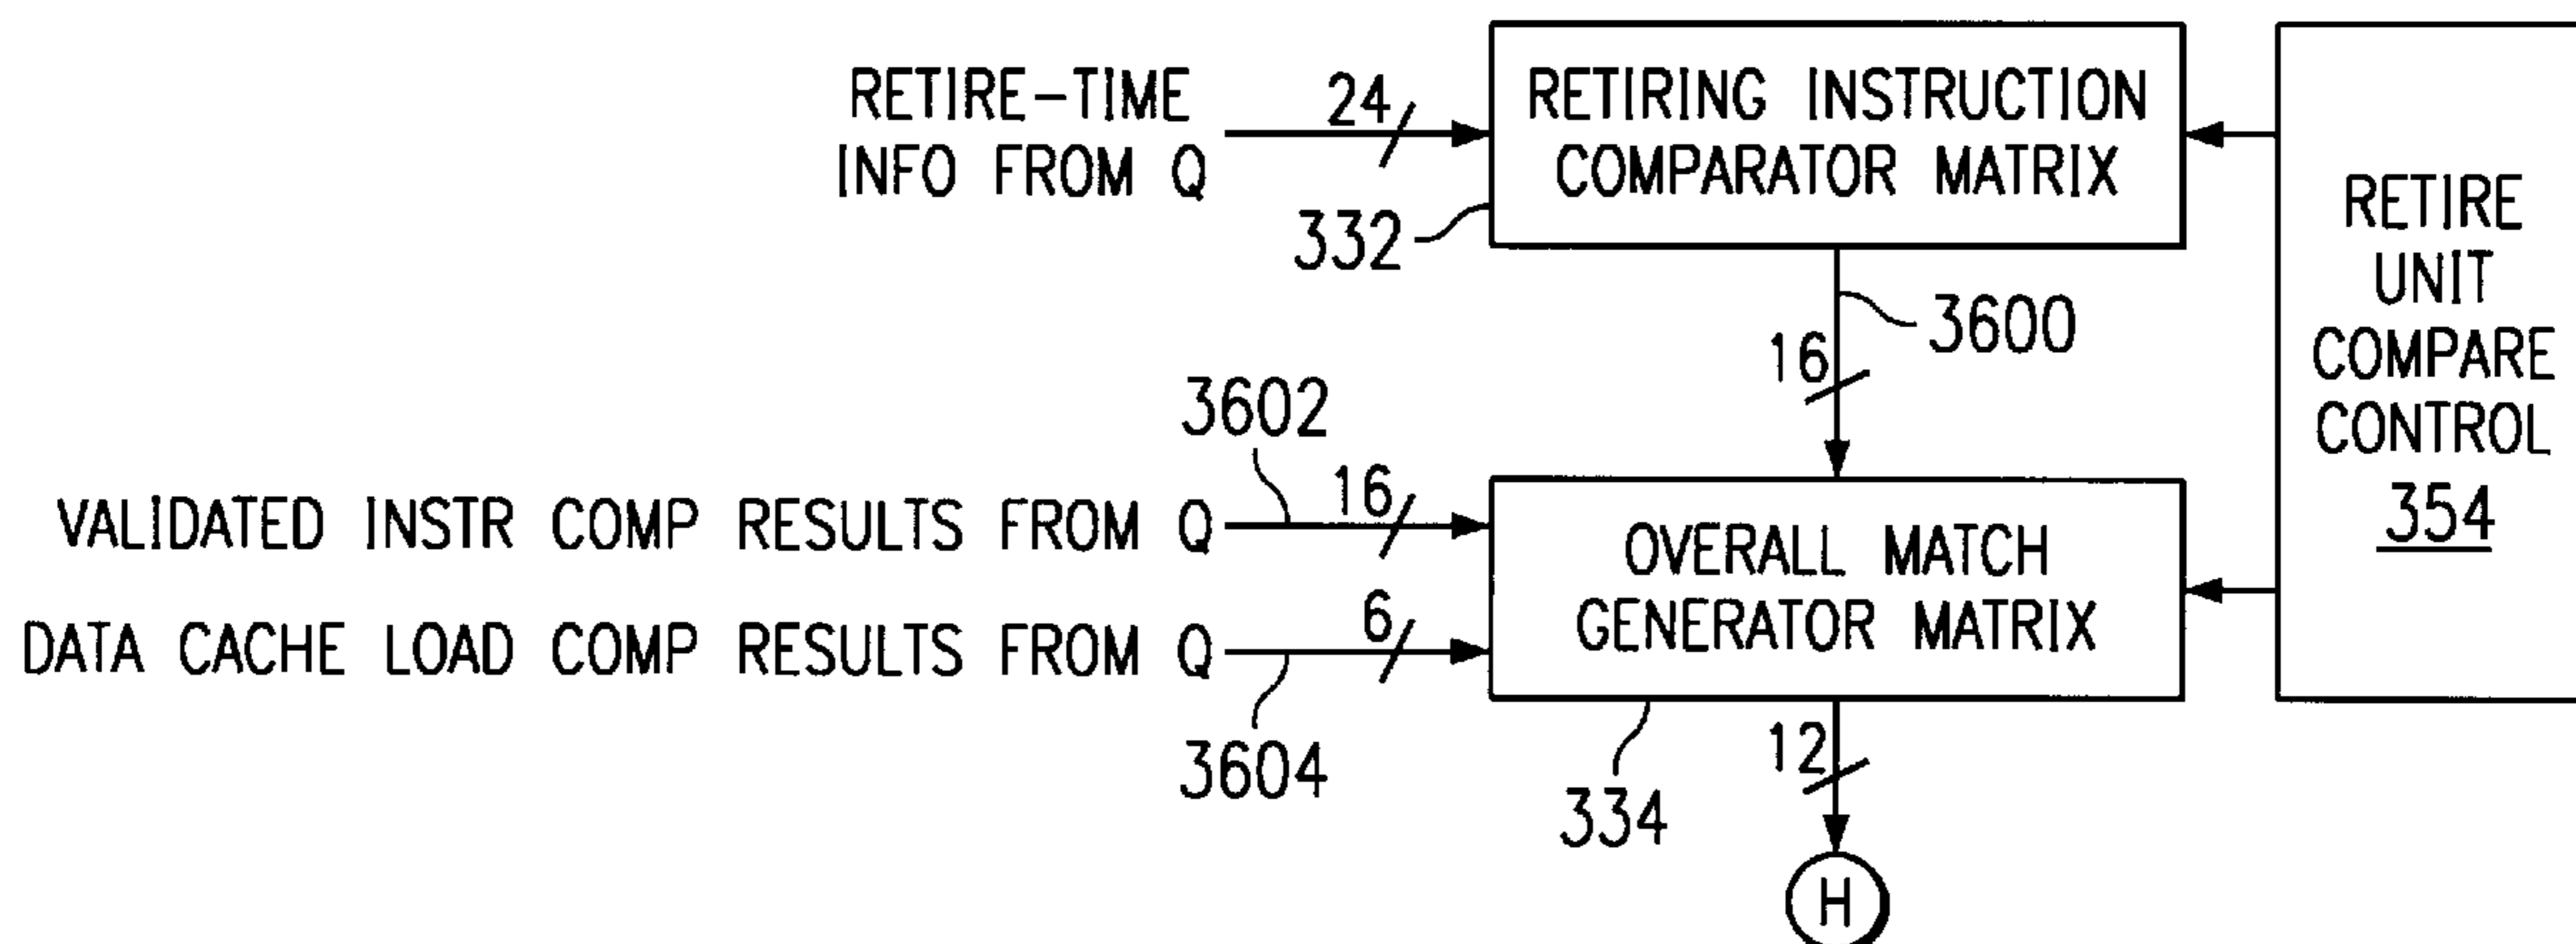 RETIRE-TIME
INFO FROM Q
24
RETIRING INSTRUCTION
COMPARATOR MATRIX
332
3600
16
RETIRE
UNIT
COMPARE
CONTROL
354
3602
VALIDATED INSTR COMP RESULTS FROM Q
16
DATA CACHE LOAD COMP RESULTS FROM Q
6
3604
OVERALL MATCH
GENERATOR MATRIX
334
12
H